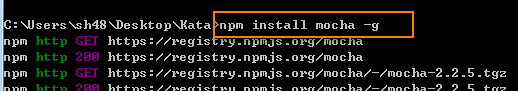 C:\Users\sh48\Desktop\Kata>npm install mocha -g
npm http GET https://registry.npmjs.org/mocha
npm http 200 https://registry.npmjs.org/mocha
npm http GET https://registry.npmjs.org/mocha/-/mocha-2.2.5.tgz
npm http 200 https://registry.npmjs.org/mocha/-/mocha-2.2.5.tgz